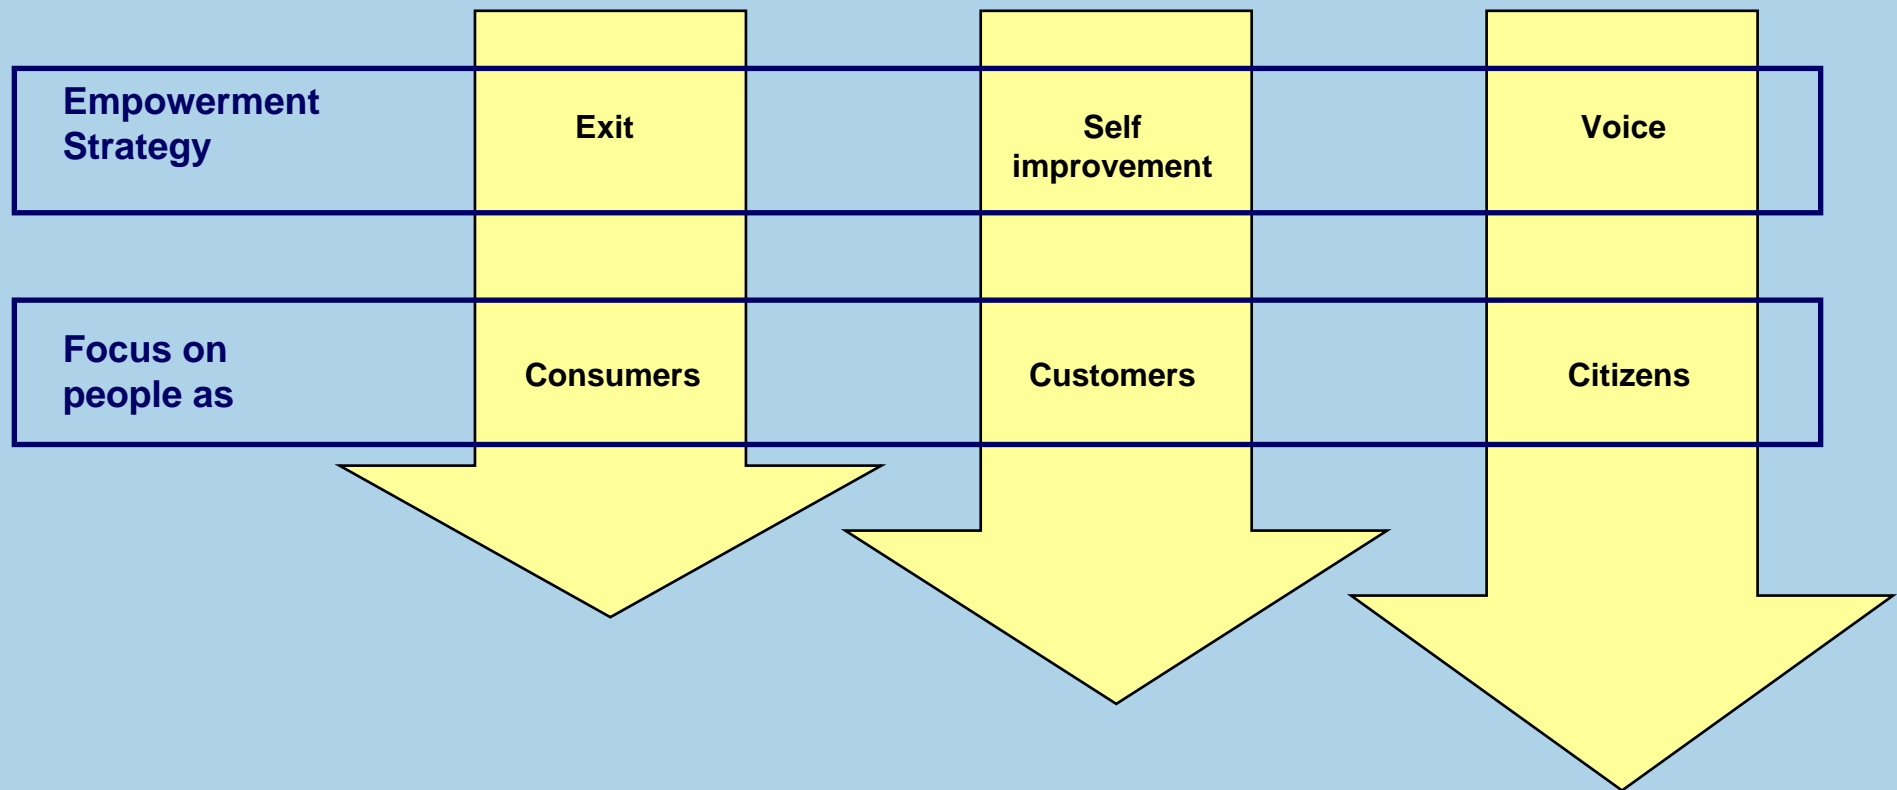 Empowerment
Strategy
Exit
Self
improvement
Voice
Focus on
people as
Consumers
Customers
Citizens